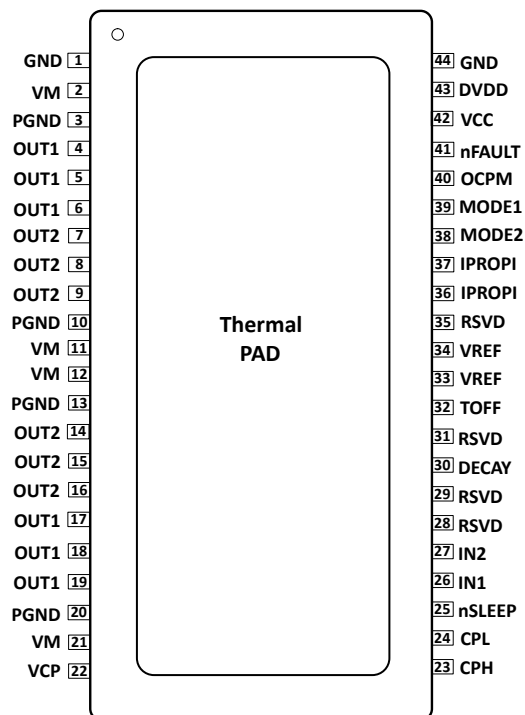 GND 1
VM 2
PGND 3
OUT1 4
OUT1 5
OUT1 6
OUT2 7
OUT2 8
OUT2 9
PGND 10
VM 11
VM 12
PGND 13
OUT2 14
OUT2 15
OUT2 16
OUT1 17
OUT1 18
OUT1 19
PGND 20
VM 21
VCP 22
Thermal
PAD
44 GND
43 DVDD
42 VCC
41 nFAULT
40 OCPM
39 MODE1
38 MODE2
37 IPROPI
36 IPROPI
35 RSVD
34 VREF
33 VREF
32 TOFF
31 RSVD
30 DECAY
29 RSVD
28 RSVD
27 IN2
26 IN1
25 nSLEEP
24 CPL
23 CPH